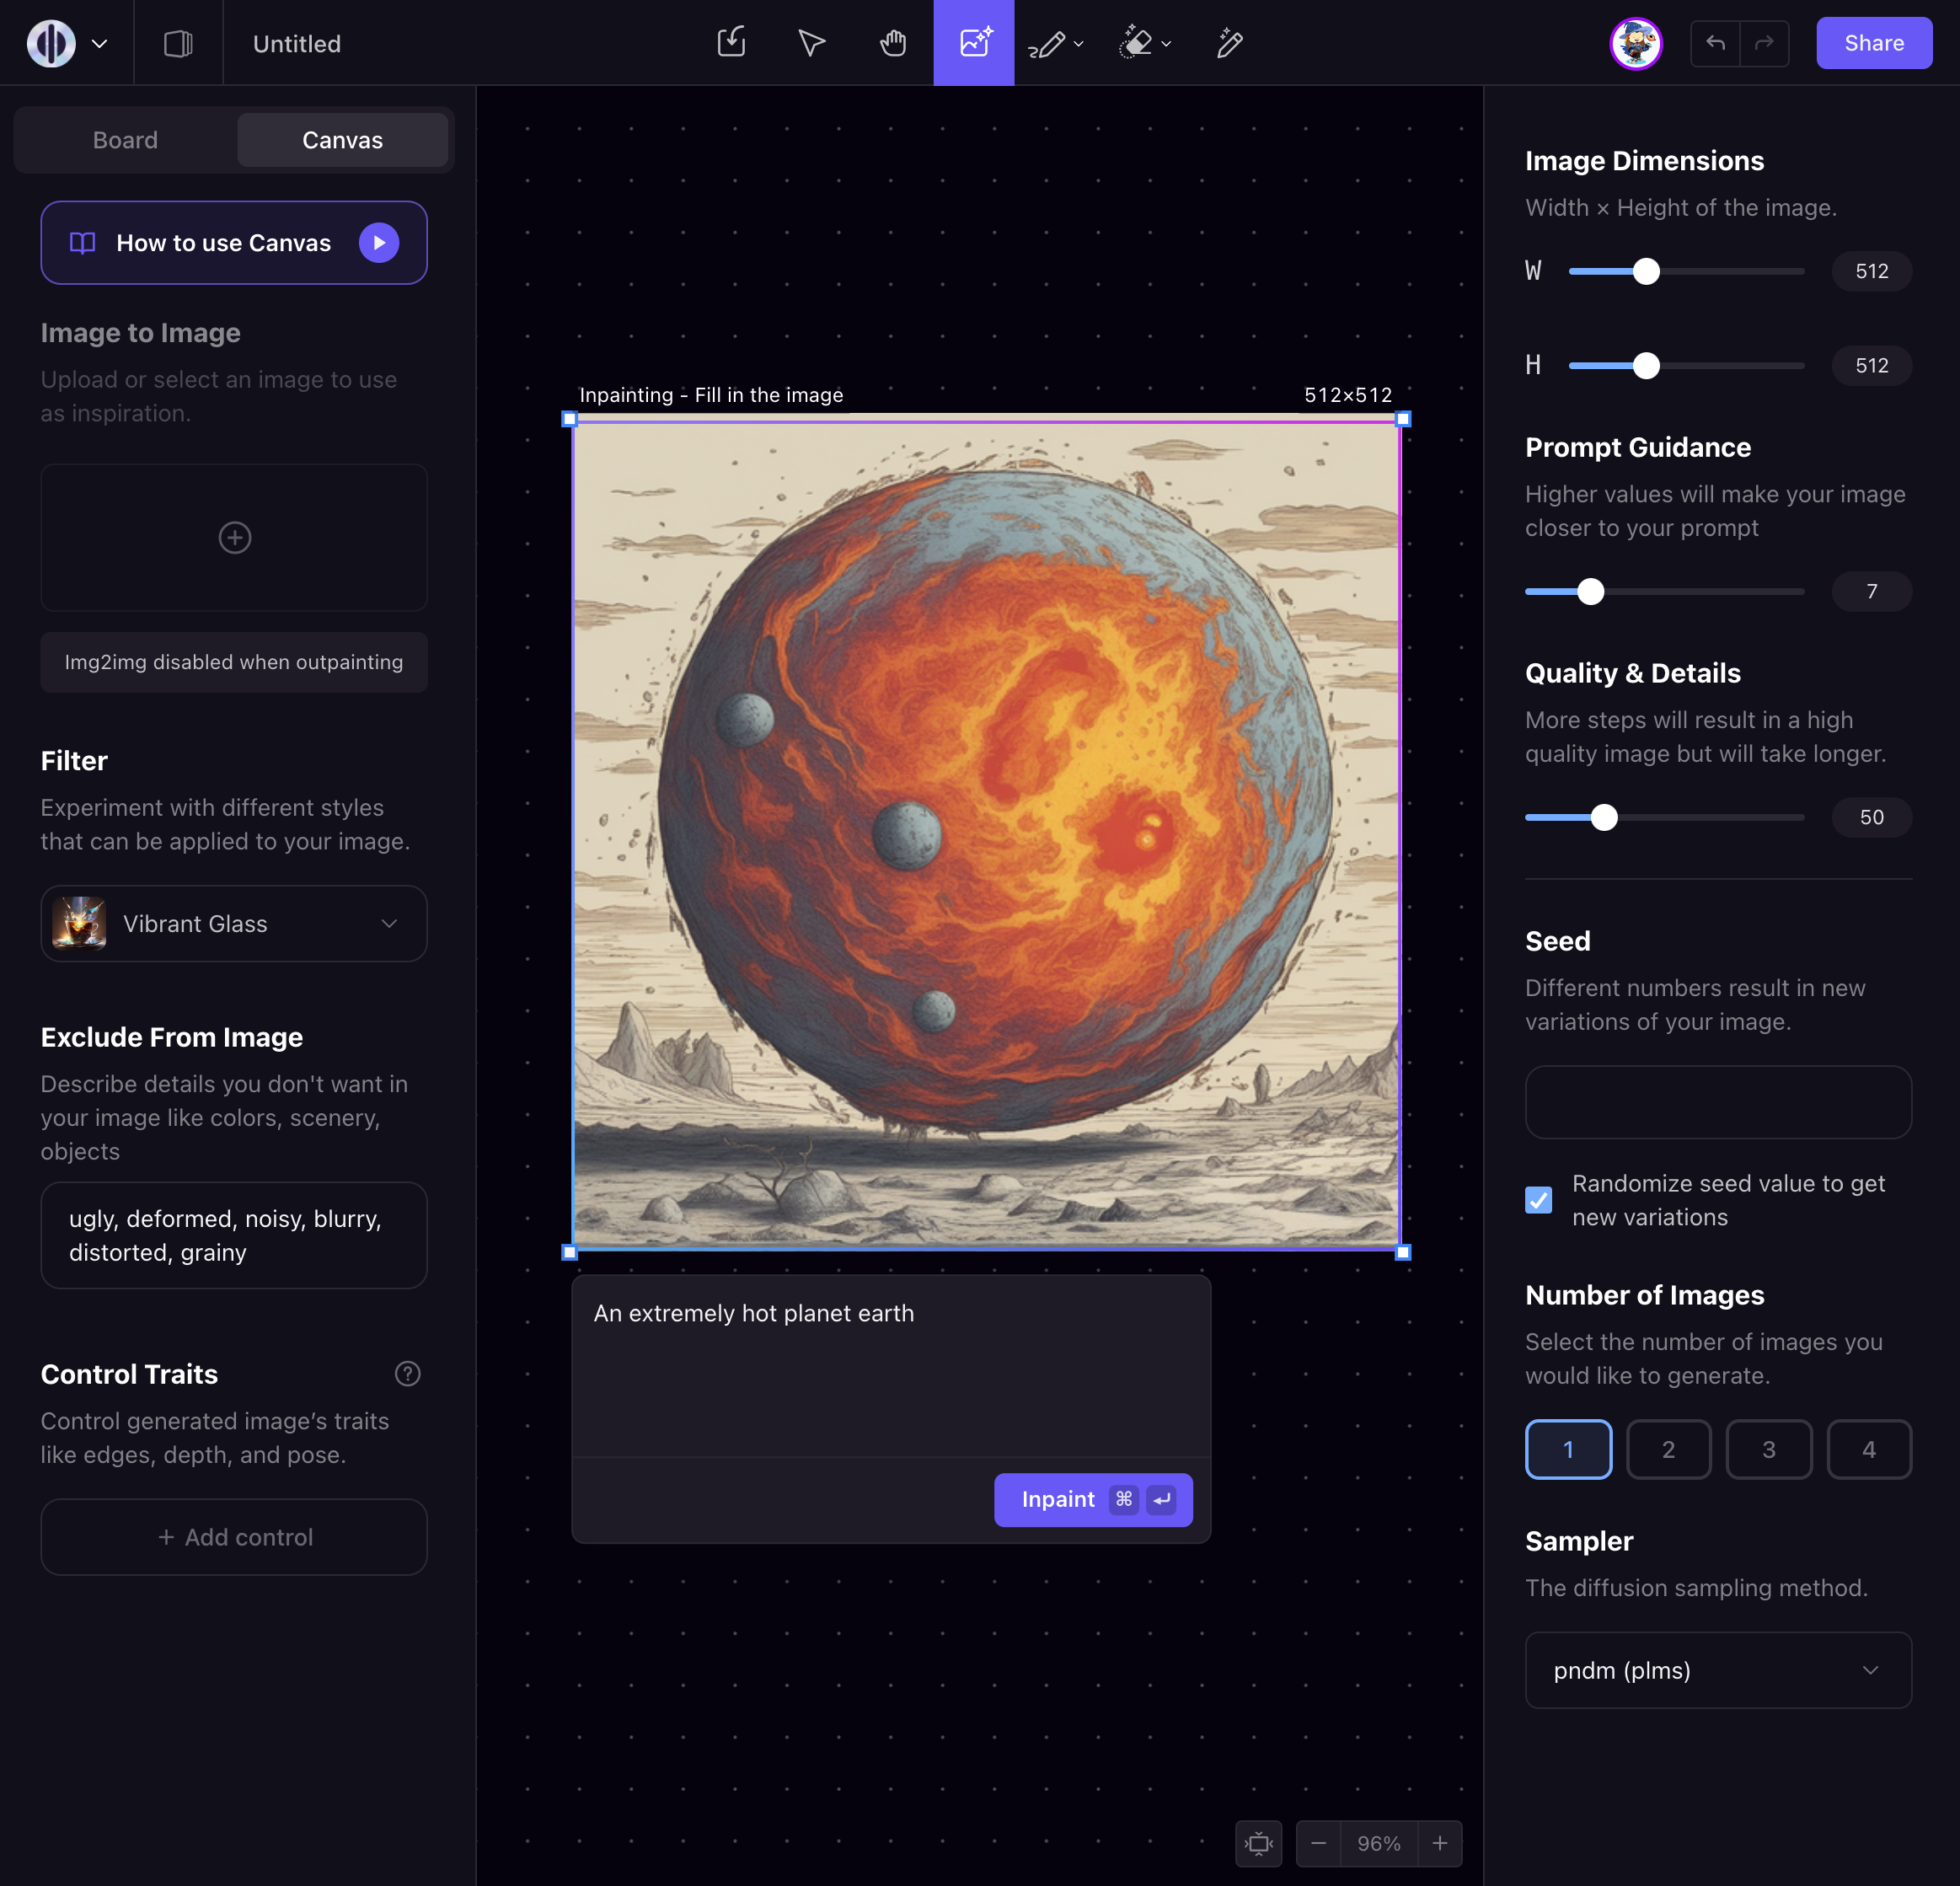 Untitled
Share
Board
Canvas
How to use Canvas
Image to Image
Upload or select an image to use
as inspiration.
Img2img disabled when outpainting
Filter
Experiment with different styles
that can be applied to your image.
Vibrant Glass
Exclude From Image
Describe details you don't want in
your image like colors, scenery,
objects
ugly, deformed, noisy, blurry,
distorted, grainy
Control Traits
?
Control generated image’s traits
like edges, depth, and pose.
+ Add control
Inpainting - Fill in the image
512×512
An extremely hot planet earth
Inpaint ⌘
96%
Image Dimensions
Width × Height of the image.
W
512
H
512
Prompt Guidance
Higher values will make your image
closer to your prompt
7
Quality & Details
More steps will result in a high
quality image but will take longer.
50
Seed
Different numbers result in new
variations of your image.
Randomize seed value to get
new variations
Number of Images
Select the number of images you
would like to generate.
1
2
3
4
Sampler
The diffusion sampling method.
pndm (plms)